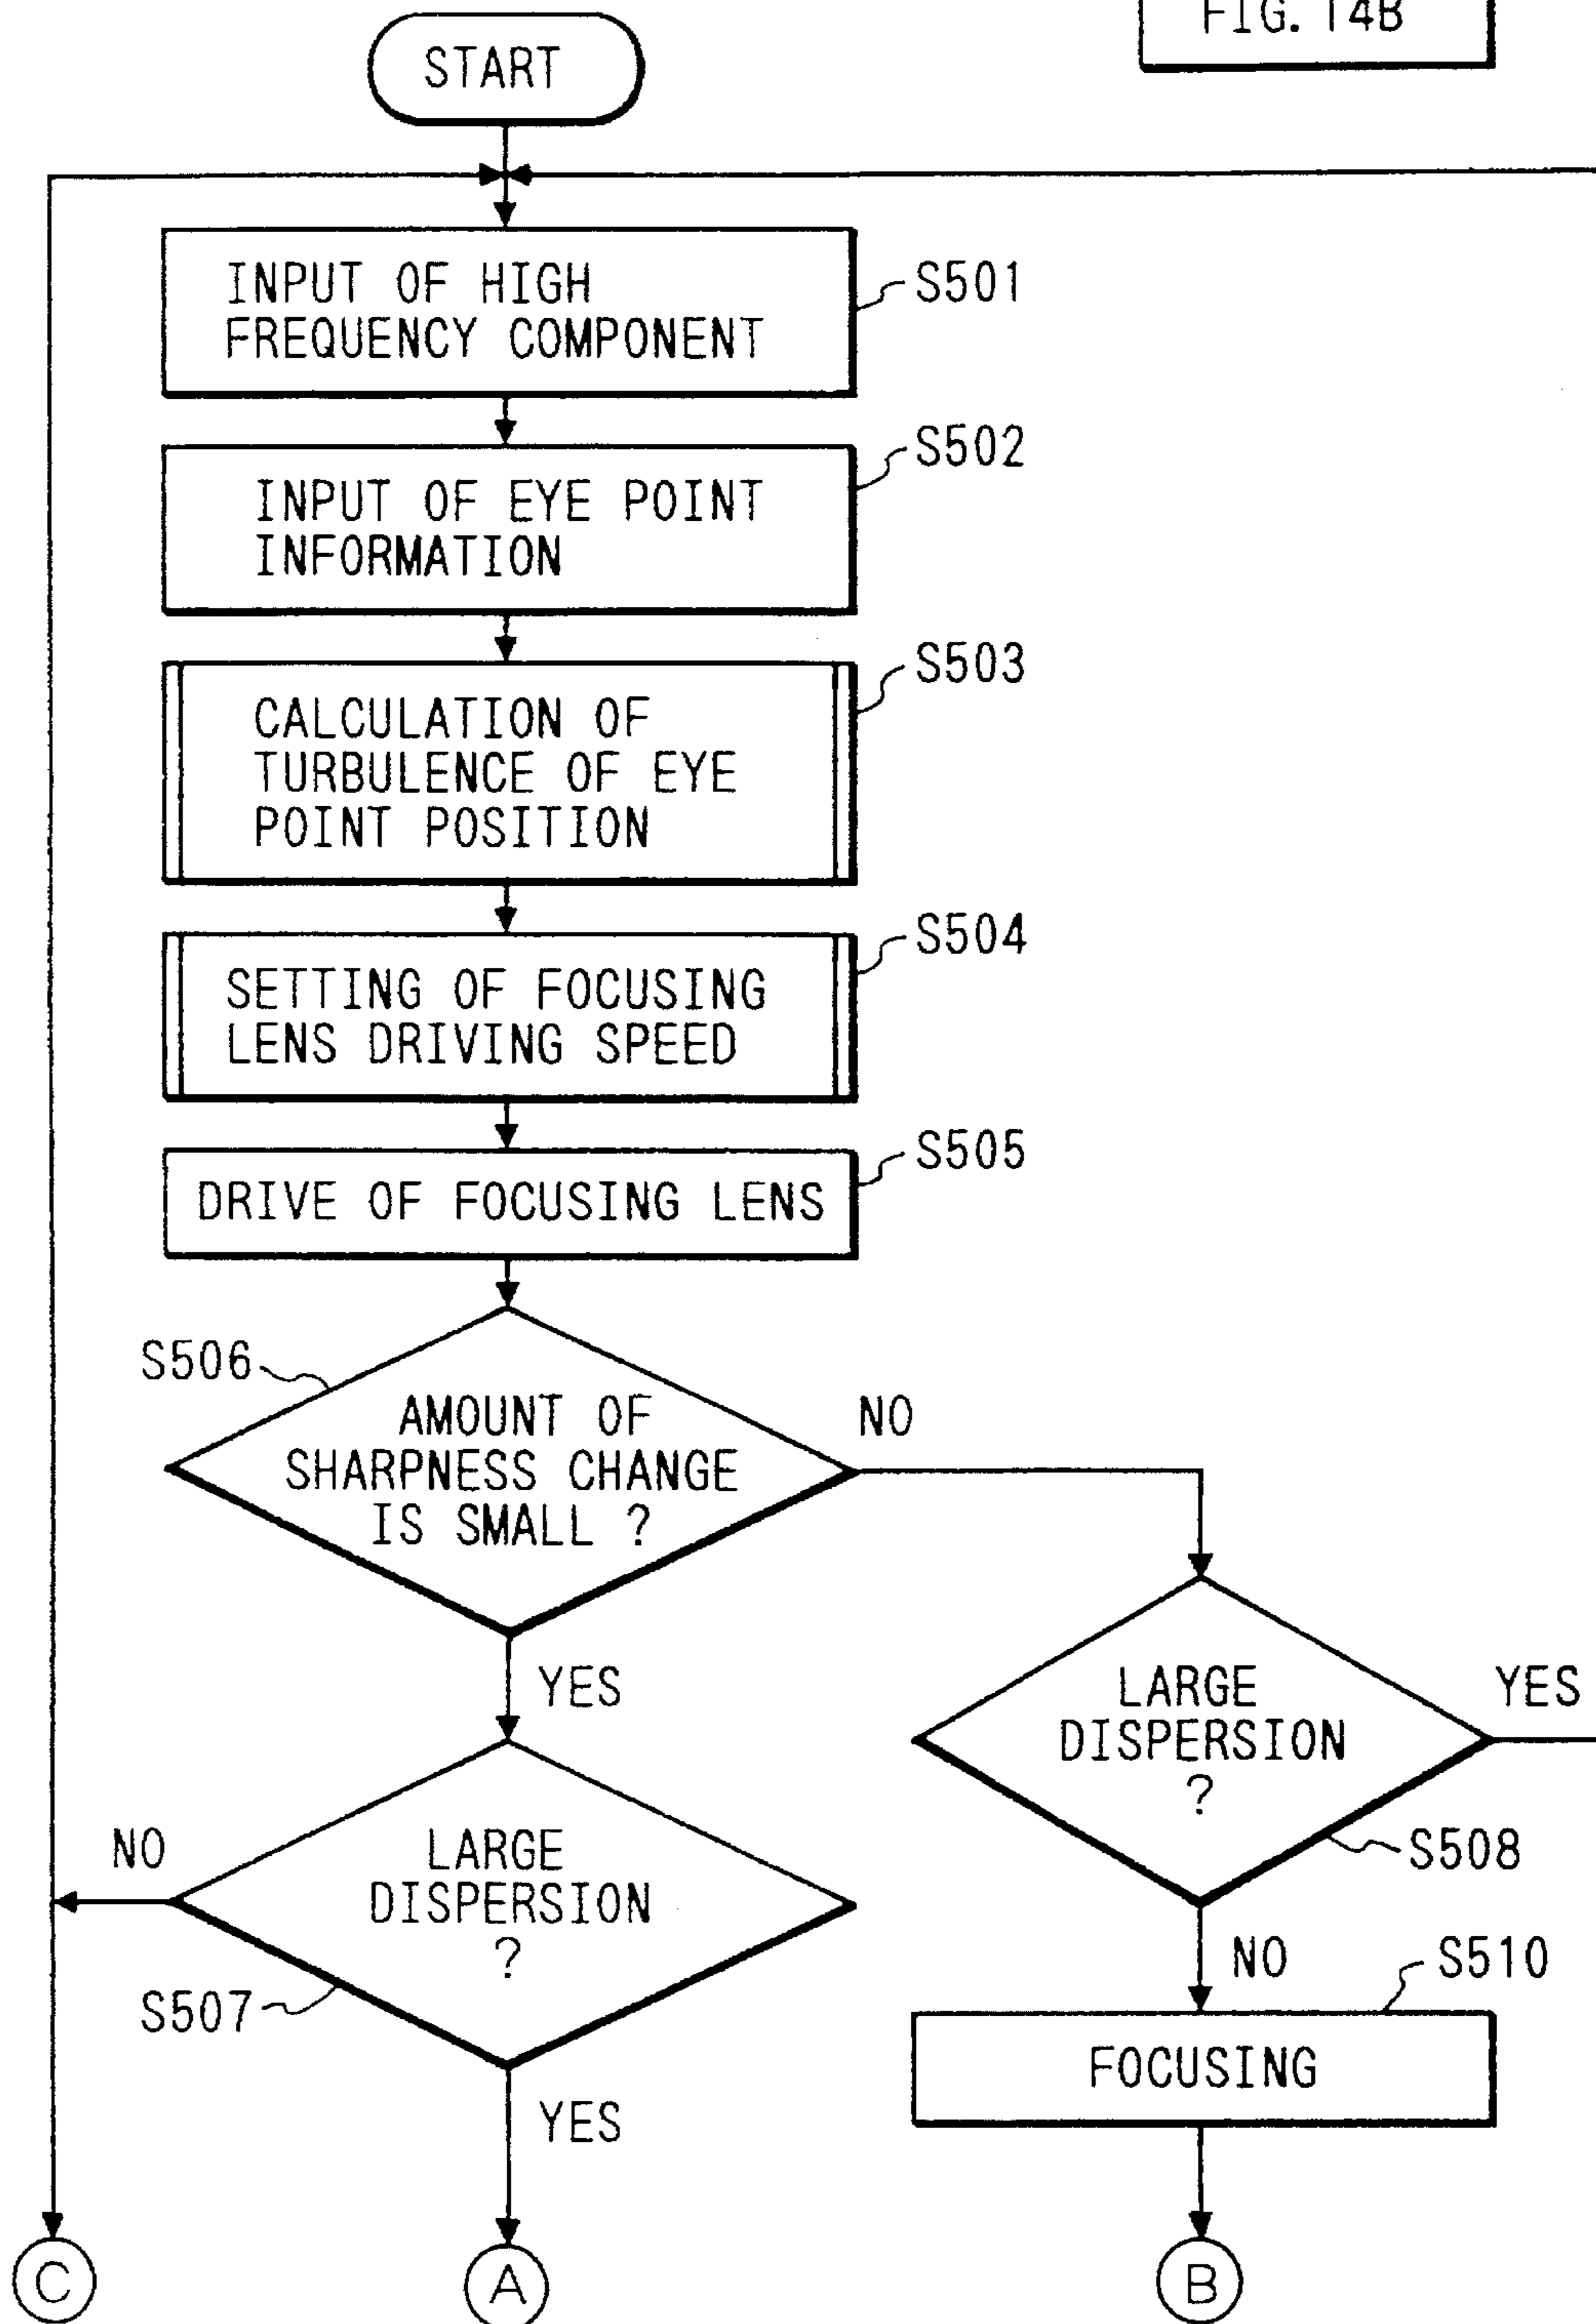 FIG. 14B
START
INPUT OF HIGH
FREQUENCY COMPONENT
S501
INPUT OF EYE POINT
INFORMATION
S502
CALCULATION OF
TURBULENCE OF EYE
POINT POSITION
S503
SETTING OF FOCUSING
LENS DRIVING SPEED
S504
DRIVE OF FOCUSING LENS
S505
S506
AMOUNT OF
SHARPNESS CHANGE
IS SMALL ?
NO
YES
LARGE
DISPERSION
?
YES
S508
NO
LARGE
DISPERSION
?
S507
NO
S510
FOCUSING
YES
C
A
B